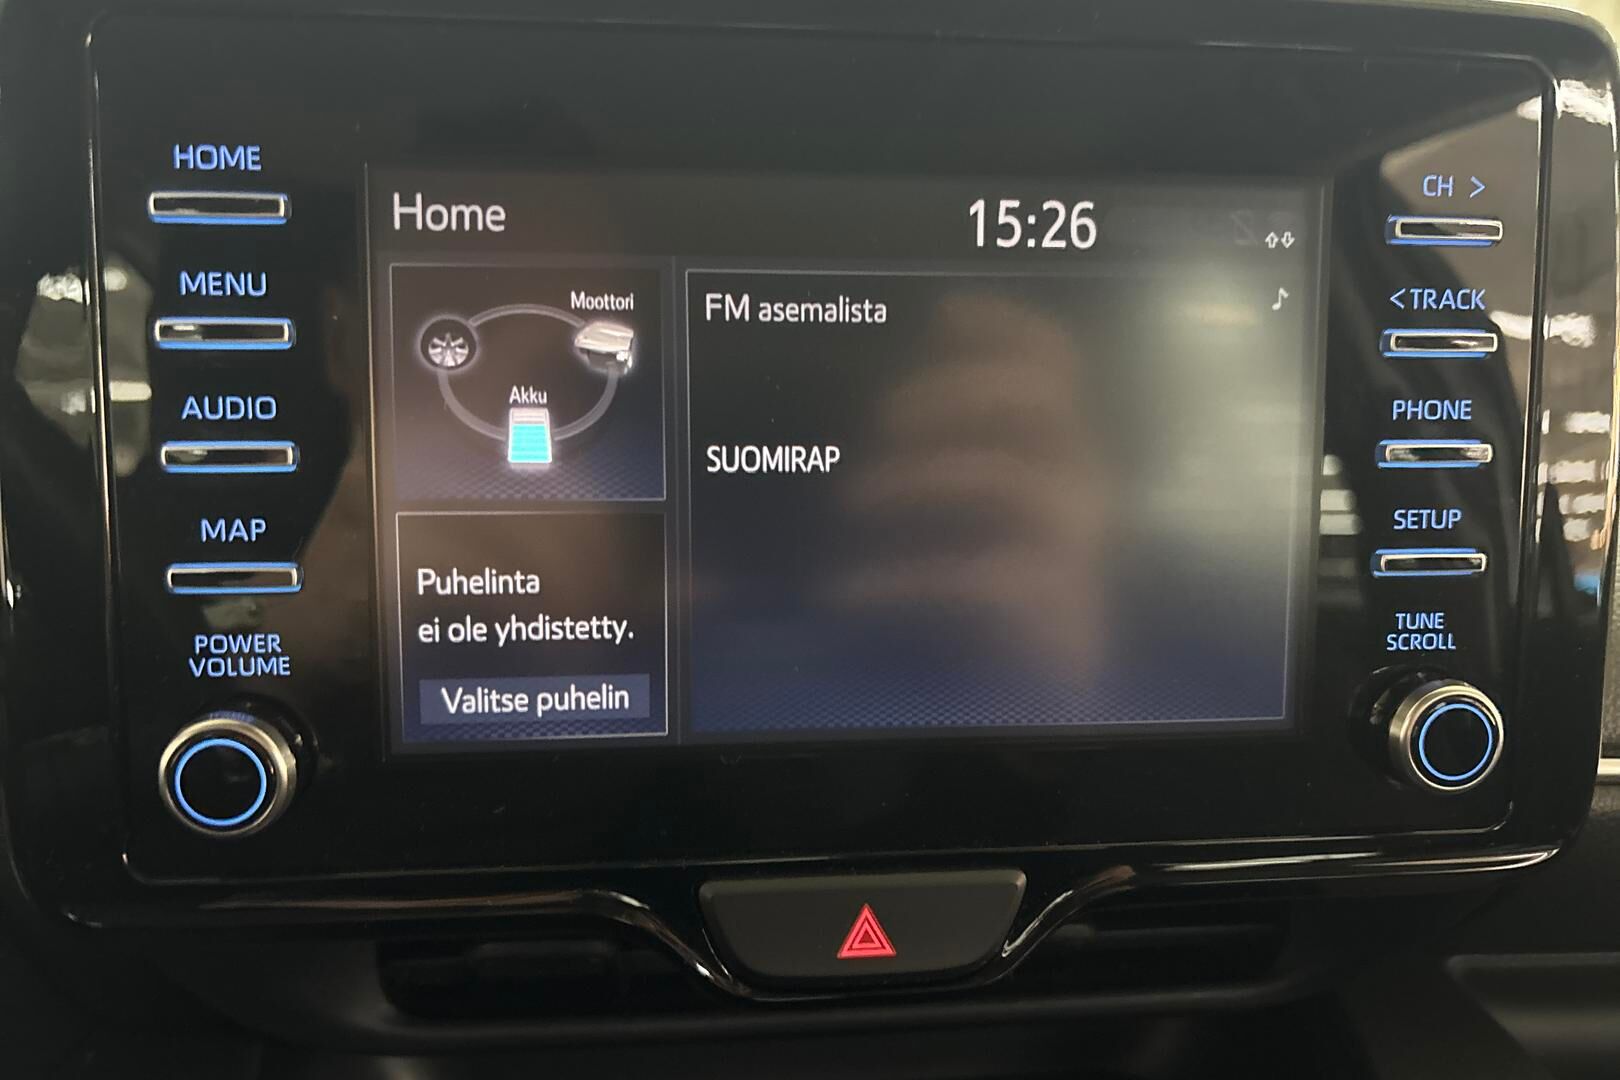 HOME
MENU
AUDIO
MAP
POWER
VOLUME
Home
15:26
Moottori
Akku
Puhelinta
ei ole yhdistetty.
Valitse puhelin
FM asemalista
SUOMIRAP
CH >
< TRACK
PHONE
SETUP
TUNE
SCROLL